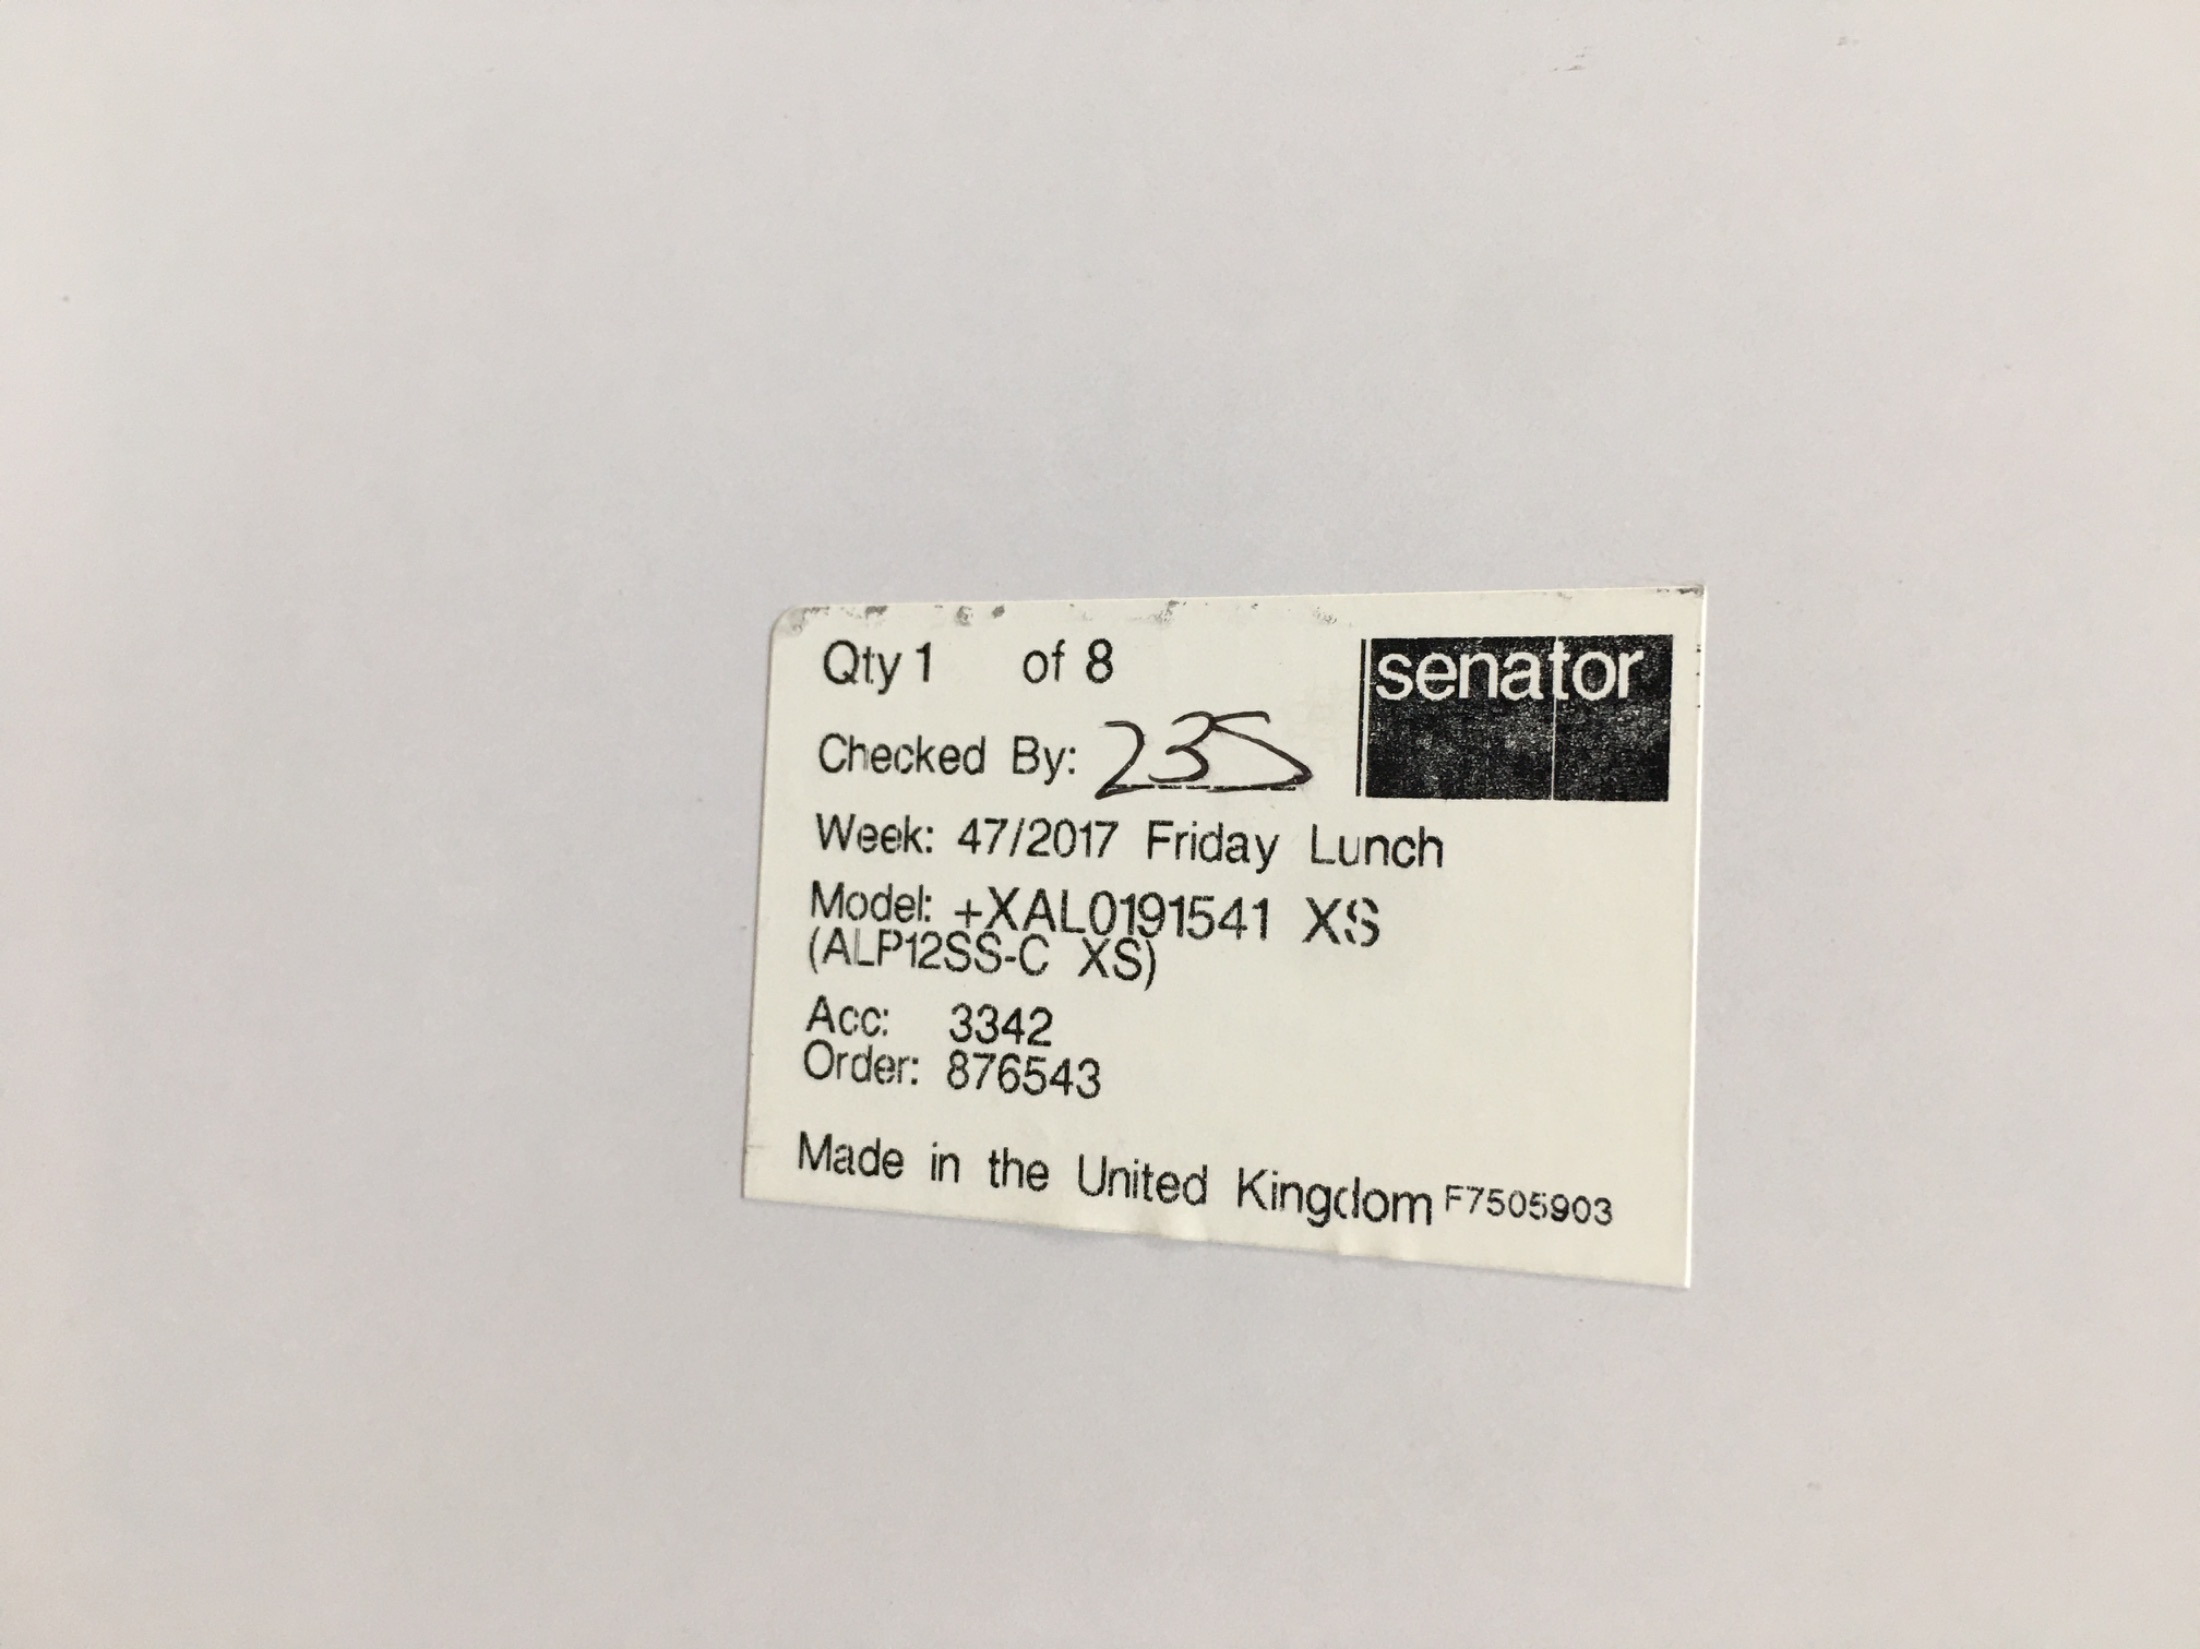 Qty 1 of 8
senator
Checked By: 235
Week: 47/2017 Friday Lunch
Model: +XAL0191541 XS
(ALP12SS-C XS)
Acc: 3342
Order: 876543
Made in the United Kingdom F7505903